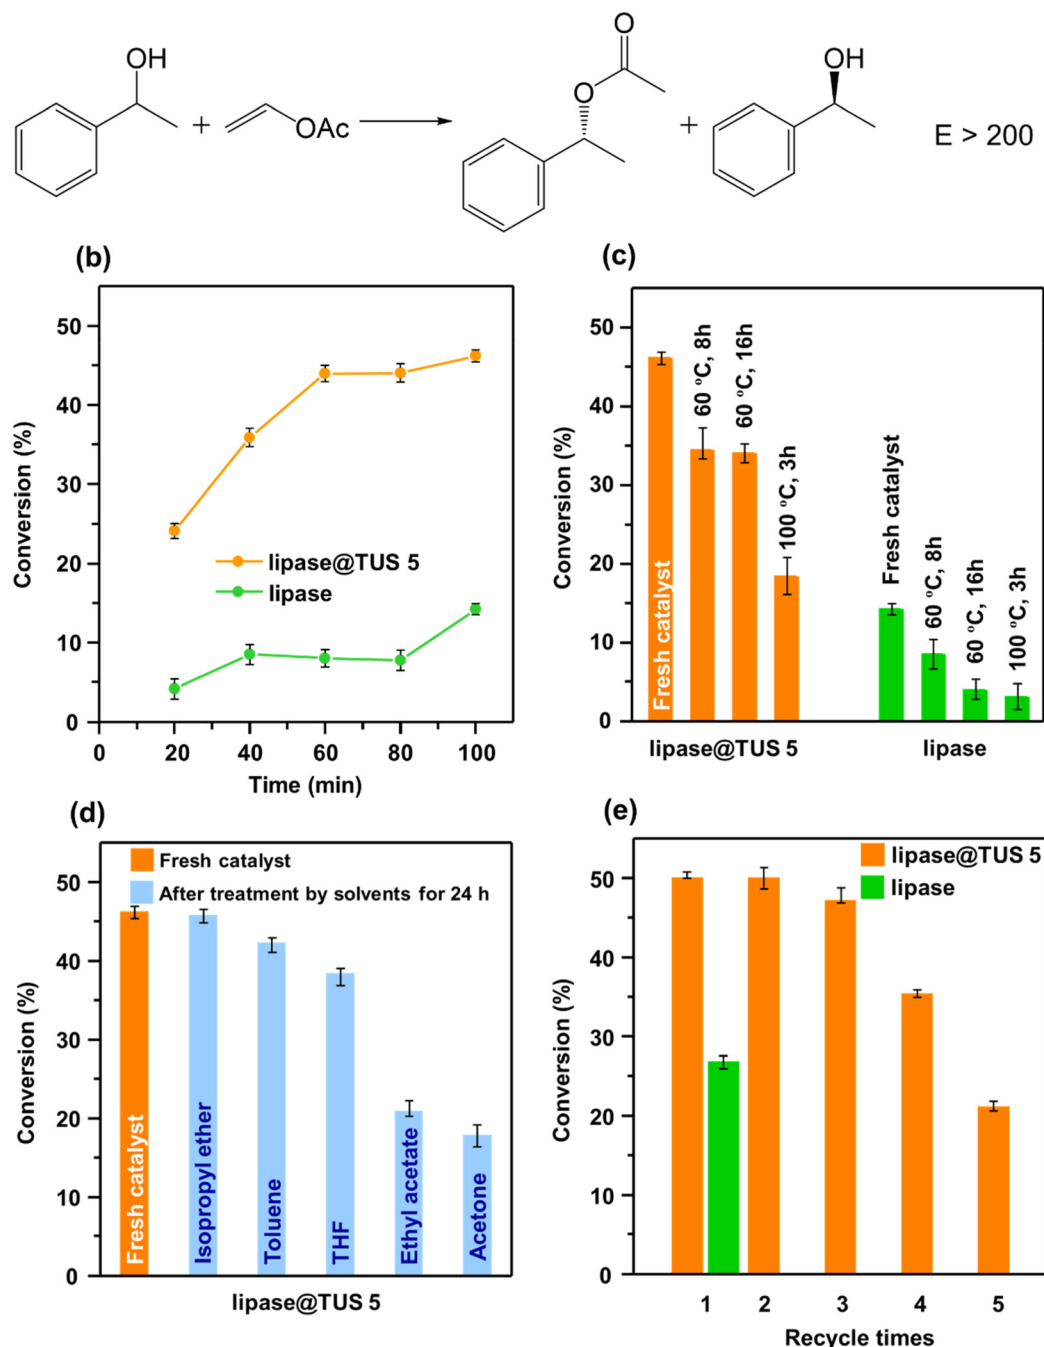 OH
+
OAc
O
O
+
OH
E > 200
(b)
50
40
30
20
10
0
Conversion (%)
lipase@TUS 5
lipase
0 20 40 60 80 100
Time (min)
(c)
50
40
30
20
10
0
Conversion (%)
Fresh catalyst
60 °C, 8h
60 °C, 16h
100 °C, 3h
Fresh catalyst
60 °C, 8h
60 °C, 16h
100 °C, 3h
lipase@TUS 5 lipase
(d)
Fresh catalyst
After treatment by solvents for 24 h
50
40
30
20
10
0
Conversion (%)
Fresh catalyst
Isopropyl ether
Toluene
THF
Ethyl acetate
Acetone
lipase@TUS 5
(e)
lipase@TUS 5
lipase
50
40
30
20
10
0
Conversion (%)
1 2 3 4 5
Recycle times